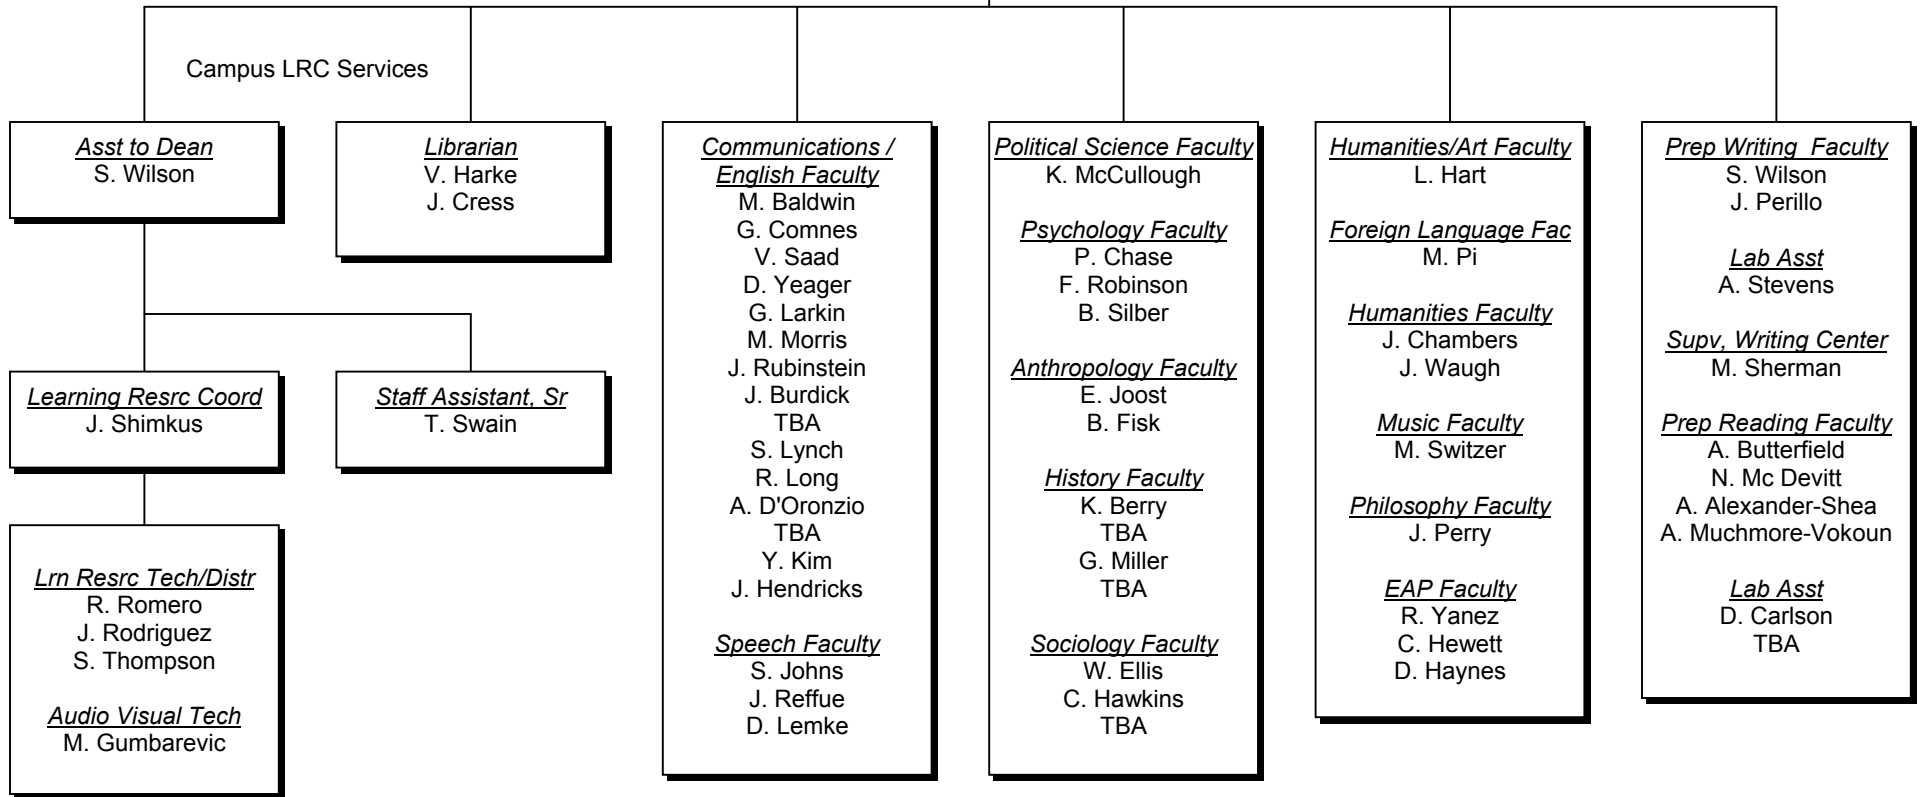 Campus LRC Services
Asst to Dean
S. Wilson
Librarian
V. Harke
J. Cress
Communications /
English Faculty
M. Baldwin
G. Comnes
V. Saad
D. Yeager
G. Larkin
M. Morris
J. Rubinstein
J. Burdick
TBA
S. Lynch
R. Long
A. D'Oronzio
TBA
Y. Kim
J. Hendricks
Speech Faculty
S. Johns
J. Reffue
D. Lemke
Political Science Faculty
K. McCullough
Psychology Faculty
P. Chase
F. Robinson
B. Silber
Anthropology Faculty
E. Joost
B. Fisk
History Faculty
K. Berry
TBA
G. Miller
TBA
Sociology Faculty
W. Ellis
C. Hawkins
TBA
Humanities/Art Faculty
L. Hart
Foreign Language Fac
M. Pi
Humanities Faculty
J. Chambers
J. Waugh
Music Faculty
M. Switzer
Philosophy Faculty
J. Perry
EAP Faculty
R. Yanez
C. Hewett
D. Haynes
Prep Writing  Faculty
S. Wilson
J. Perillo
Lab Asst
A. Stevens
Supv, Writing Center
M. Sherman
Prep Reading Faculty
A. Butterfield
N. Mc Devitt
A. Alexander-Shea
A. Muchmore-Vokoun
Lab Asst
D. Carlson
TBA
Learning Resrc Coord
J. Shimkus
Staff Assistant, Sr
T. Swain
Lrn Resrc Tech/Distr
R. Romero
J. Rodriguez
S. Thompson
Audio Visual Tech
M. Gumbarevic